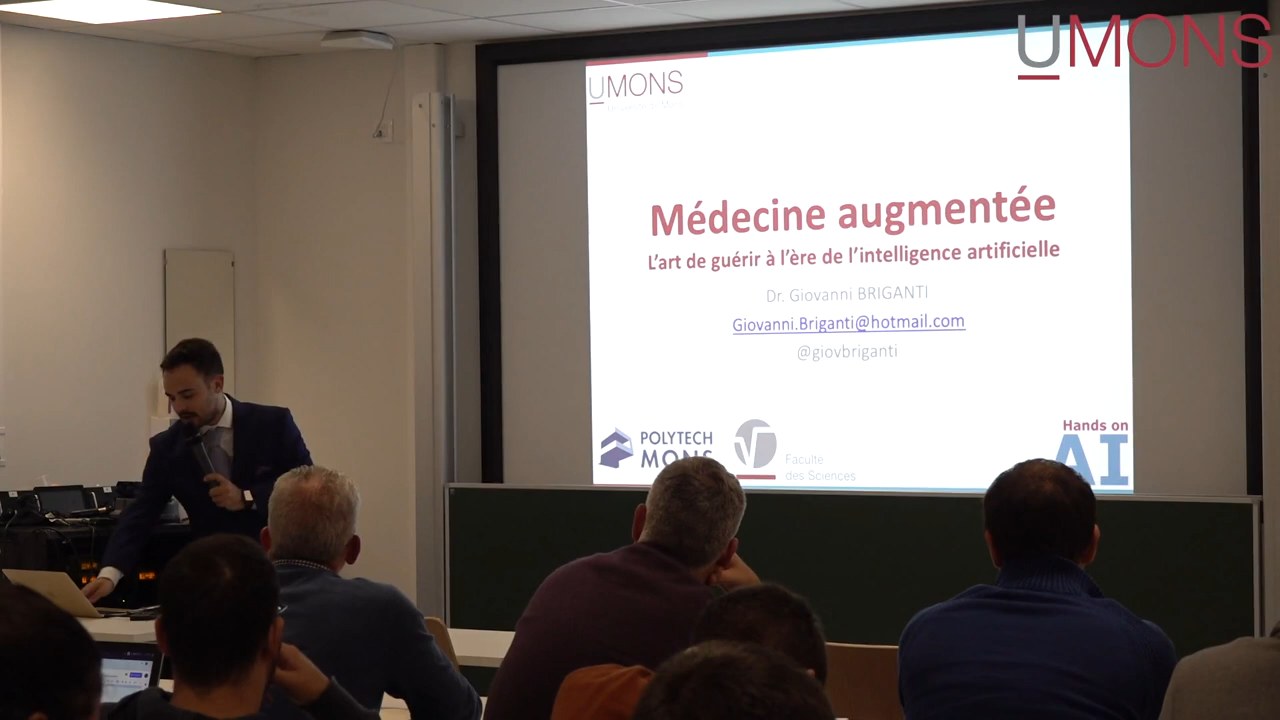 UMONS
UMONS
Médecine augmentée
L'art de guérir à l'ère de l'intelligence artificielle
Dr. Giovanni BRIGANTI
Giovanni.Briganti@hotmail.com
@giovbriganti
POLYTECH
MONS
Faculté
des Sciences
Hands on
AI